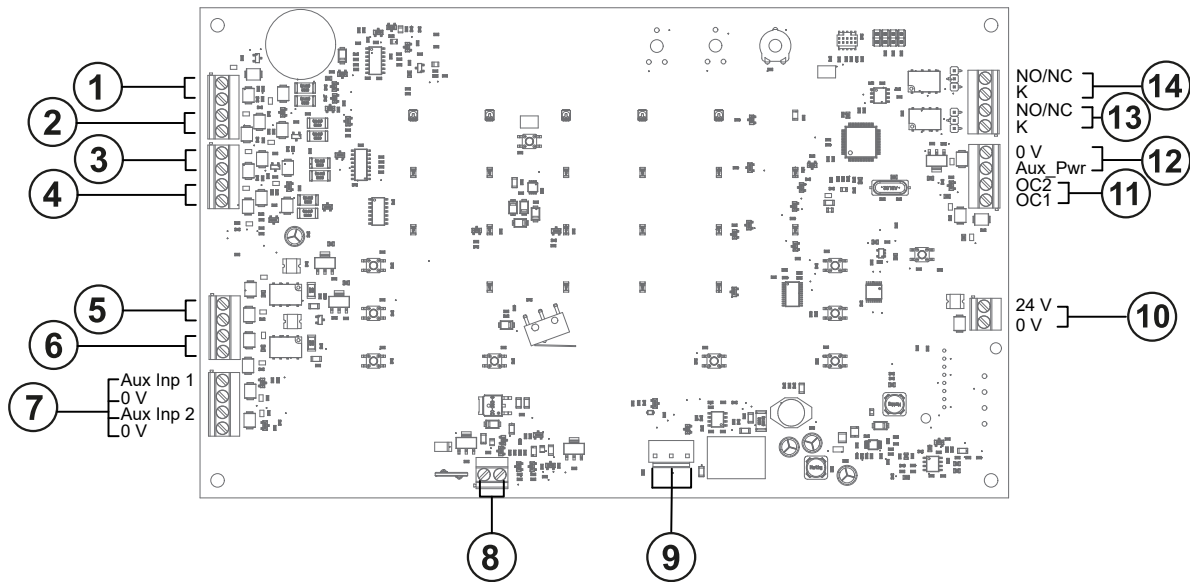 1
2
3
4
5
6
7
Aux Inp 1
0 V
Aux Inp 2
0 V
8
9
NO/NC
K
14
NO/NC
K
13
0 V
Aux_Pwr
12
OC2
OC1
11
24 V
0 V
10